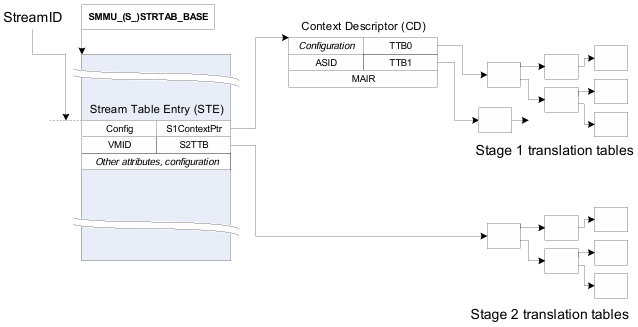 StreamID
SMMU_(S_)STRTAB_BASE
Context Descriptor (CD)
Configuration TTB0
ASID TTB1
MAIR
Stream Table Entry (STE)
Config S1ContextPtr
VMID S2TTB
Other attributes, configuration
Stage 1 translation tables
Stage 2 translation tables